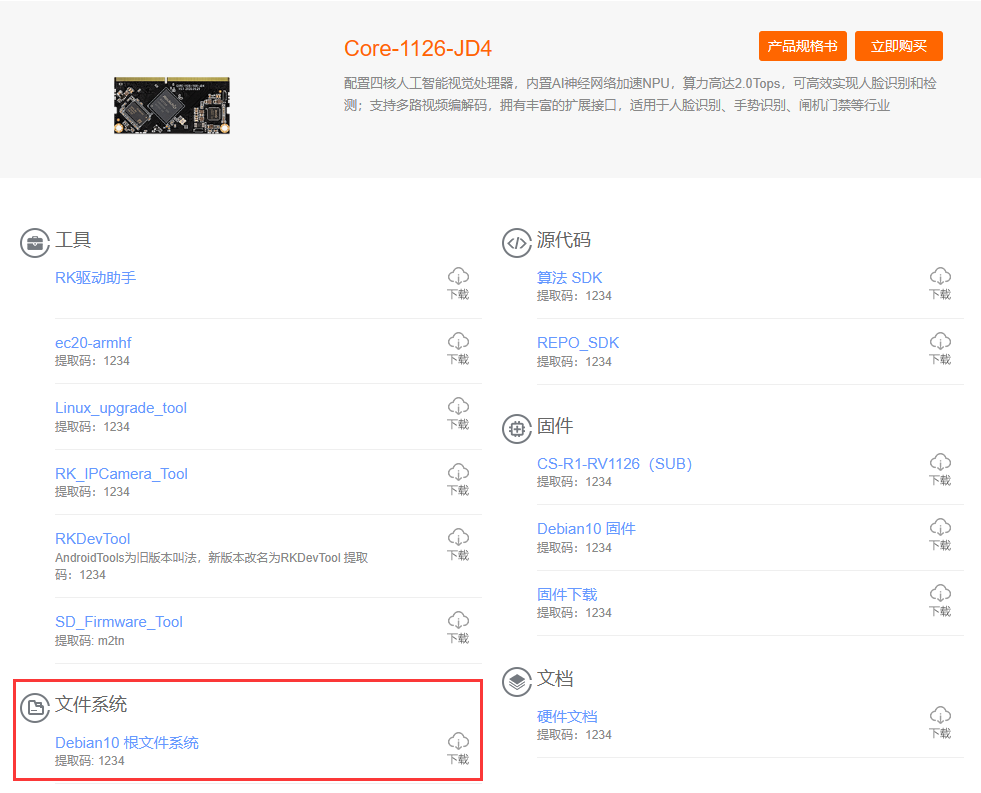 Core-1126-JD4
产品规格书
立即购买
配置四核人工智能视觉处理器，内置AI神经网络加速NPU，算力高达2.0Tops，可高效实现人脸识别和检
测；支持多路视频编解码，拥有丰富的扩展接口，适用于人脸识别、手势识别、闸机门禁等行业
工具
RK驱动助手
下载
ec20-armhf
提取码：1234
下载
Linux_upgrade_tool
提取码：1234
下载
RK_IPCamera_Tool
提取码：1234
下载
RKDevTool
AndroidTools为旧版本叫法，新版本改名为RKDevTool 提取
码：1234
下载
SD_Firmware_Tool
提取码: m2tn
下载
文件系统
Debian10 根文件系统
提取码: 1234
下载
源代码
算法 SDK
提取码：1234
下载
REPO_SDK
提取码：1234
下载
固件
CS-R1-RV1126（SUB）
提取码：1234
下载
Debian10 固件
提取码：1234
下载
固件下载
提取码：1234
下载
文档
硬件文档
提取码：1234
下载